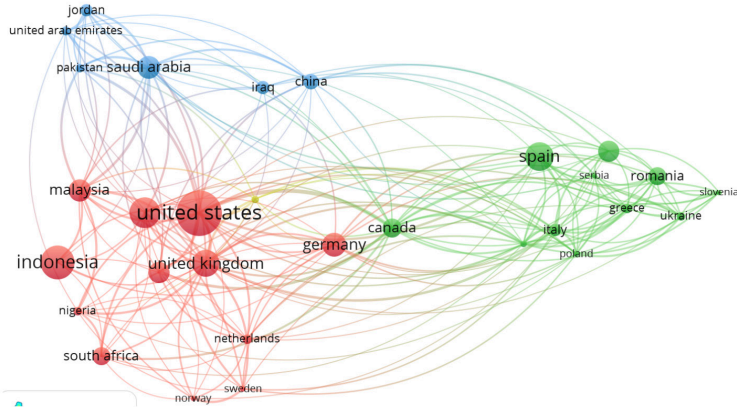 jordan
united arab emirates
pakistan
saudi arabia
iraq
china
spain
serbia
romania
slovenia
malaysia
united states
greece
ukraine
canada
italy
germany
poland
indonesia
united kingdom
nigeria
netherlands
south africa
sweden
norway